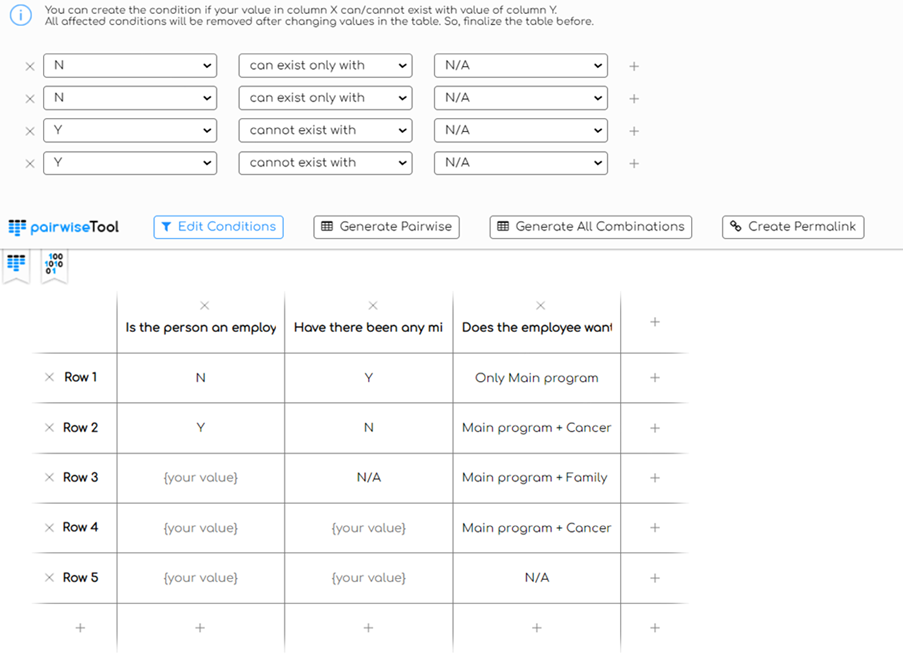 You can create the condition if your value in column X can/cannot exist with value of column Y.
All affected conditions will be removed after changing values in the table. So, finalize the table before.
N can exist only with N/A
N can exist only with N/A
Y cannot exist with N/A
Y cannot exist with N/A
pairwiseTool Edit Conditions Generate Pairwise Generate All Combinations Create Permalink
100
1010
01
Is the person an employ Have there been any mi Does the employee want
Row 1 N Y Only Main program
Row 2 Y N Main program + Cancer
Row 3 {your value} N/A Main program + Family
Row 4 {your value} {your value} Main program + Cancer
Row 5 {your value} {your value} N/A